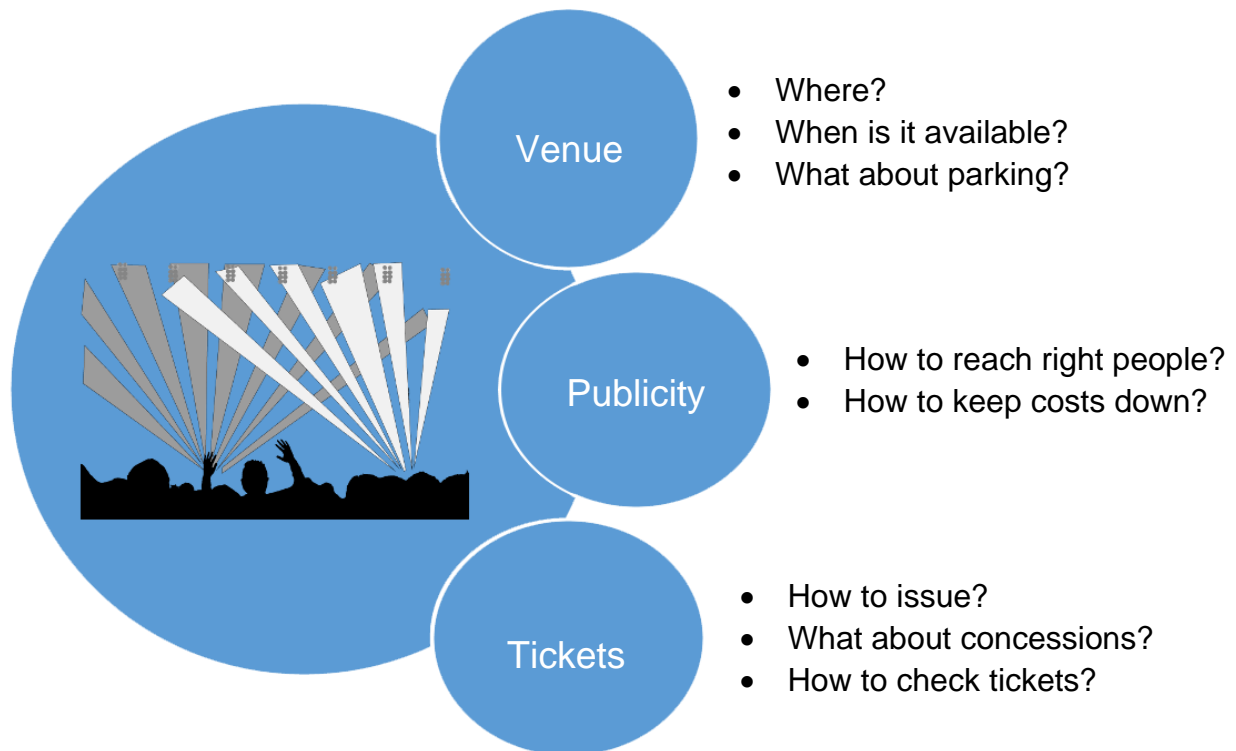 Venue
• Where?
• When is it available?
• What about parking?
Publicity
• How to reach right people?
• How to keep costs down?
Tickets
• How to issue?
• What about concessions?
• How to check tickets?